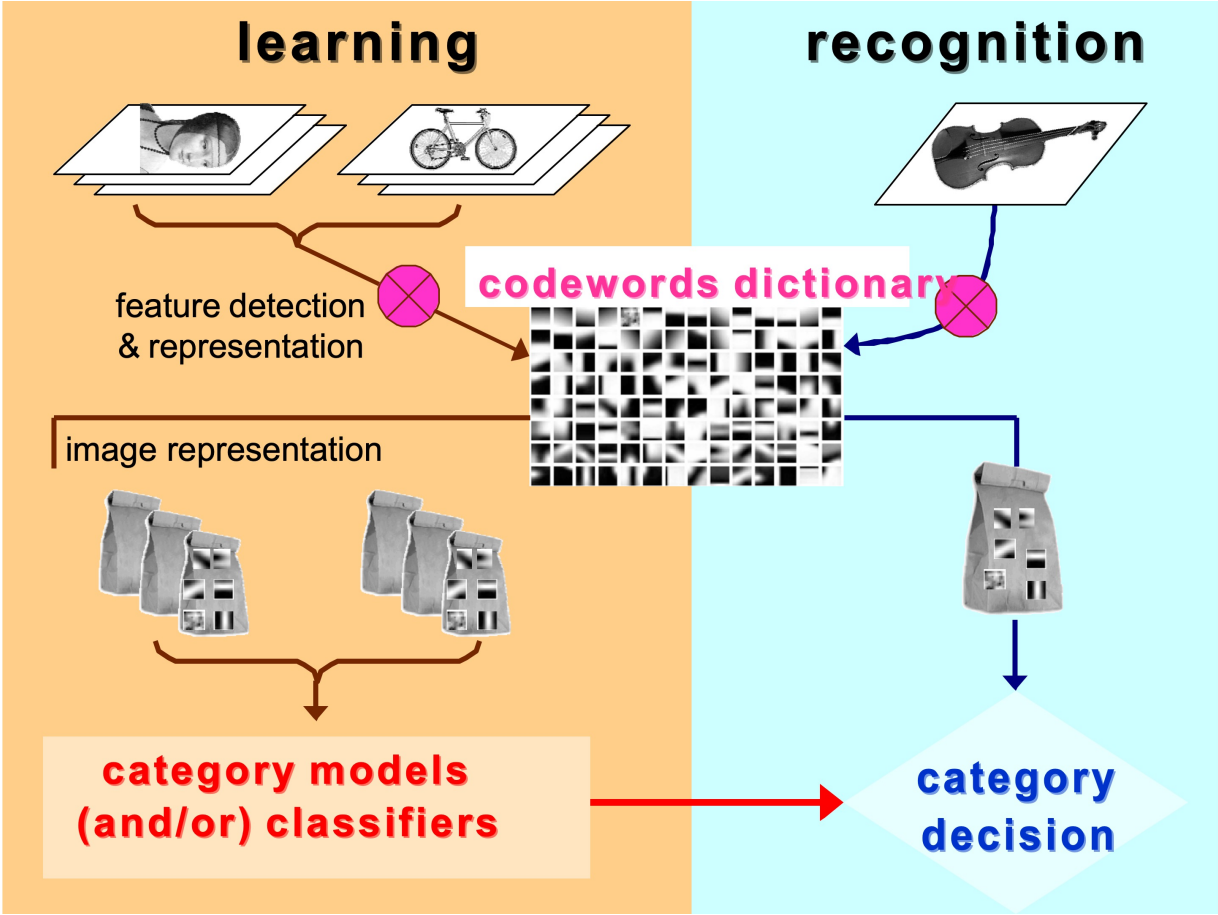 learning
recognition
codewords dictionary
feature detection
& representation
image representation
category models
(and/or) classifiers
category
decision